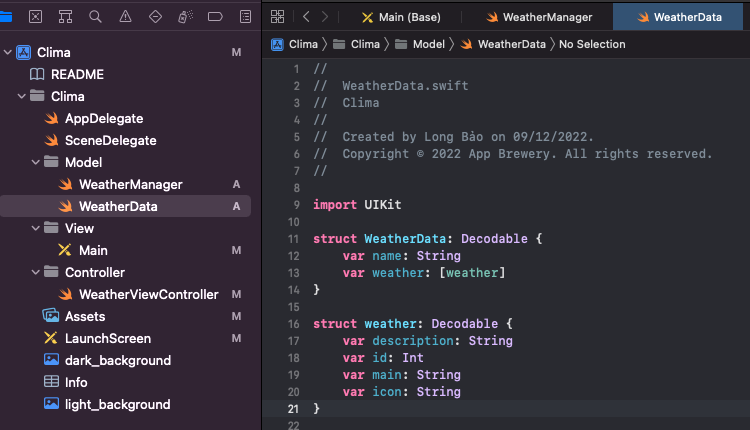 Main (Base)
WeatherManager
WeatherData
Clima
Clima
Model
WeatherData
No Selection
Clima M
README
Clima
AppDelegate
SceneDelegate
Model
WeatherManager A
WeatherData A
View
Main M
Controller
WeatherViewController M
Assets M
LaunchScreen M
dark_background
Info
light_background
1 //
2 //  WeatherData.swift
3 //  Clima
4 //
5 //  Created by Long Bảo on 09/12/2022.
6 //  Copyright © 2022 App Brewery. All rights reserved.
7 //
8
9 import UIKit
10
11 struct WeatherData: Decodable {
12     var name: String
13     var weather: [weather]
14 }
15
16 struct weather: Decodable {
17     var description: String
18     var id: Int
19     var main: String
20     var icon: String
21 }
22